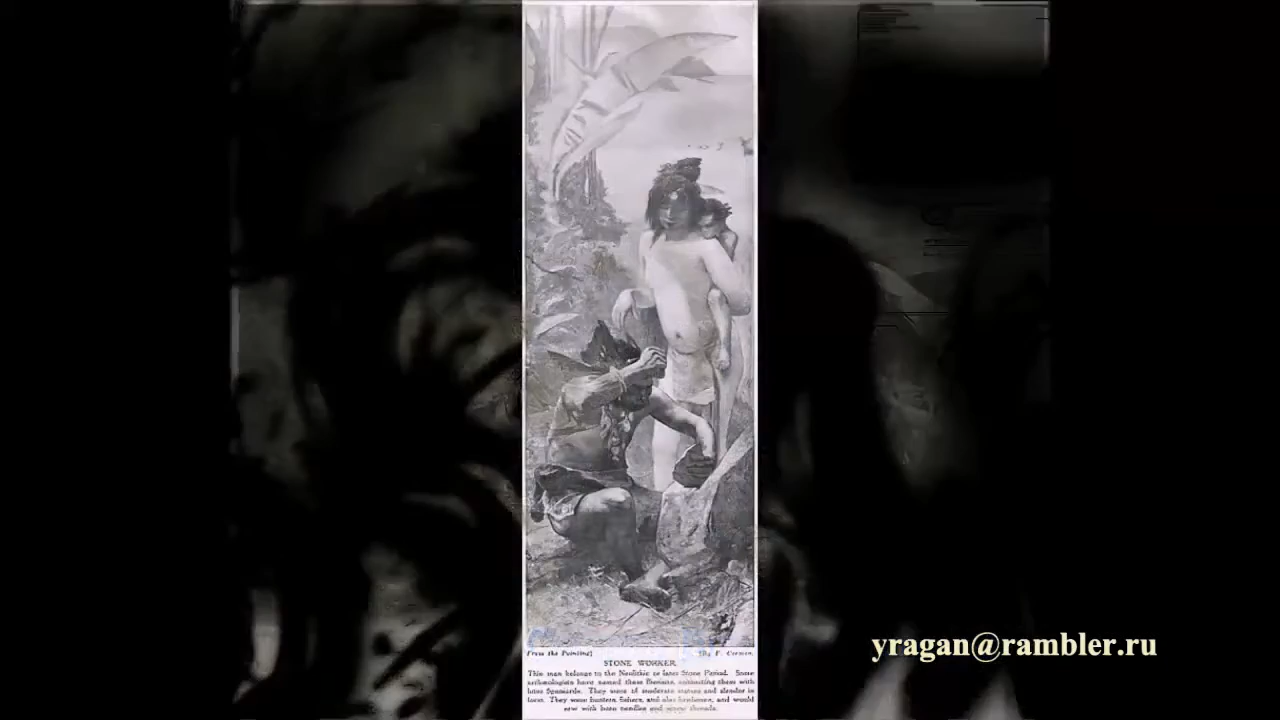 yragan@rambler.ru
From the Painting] [By F. Cormon.
STONE WORKER.
This man belongs to the Neolithic or later Stone Period. Some
archæologists have named these Iberians, connecting them with
later Spaniards. They were of moderate stature and slender in
form. They were hunters, fishers, and also herdsmen, and would
sew with bone needles and sinew threads.